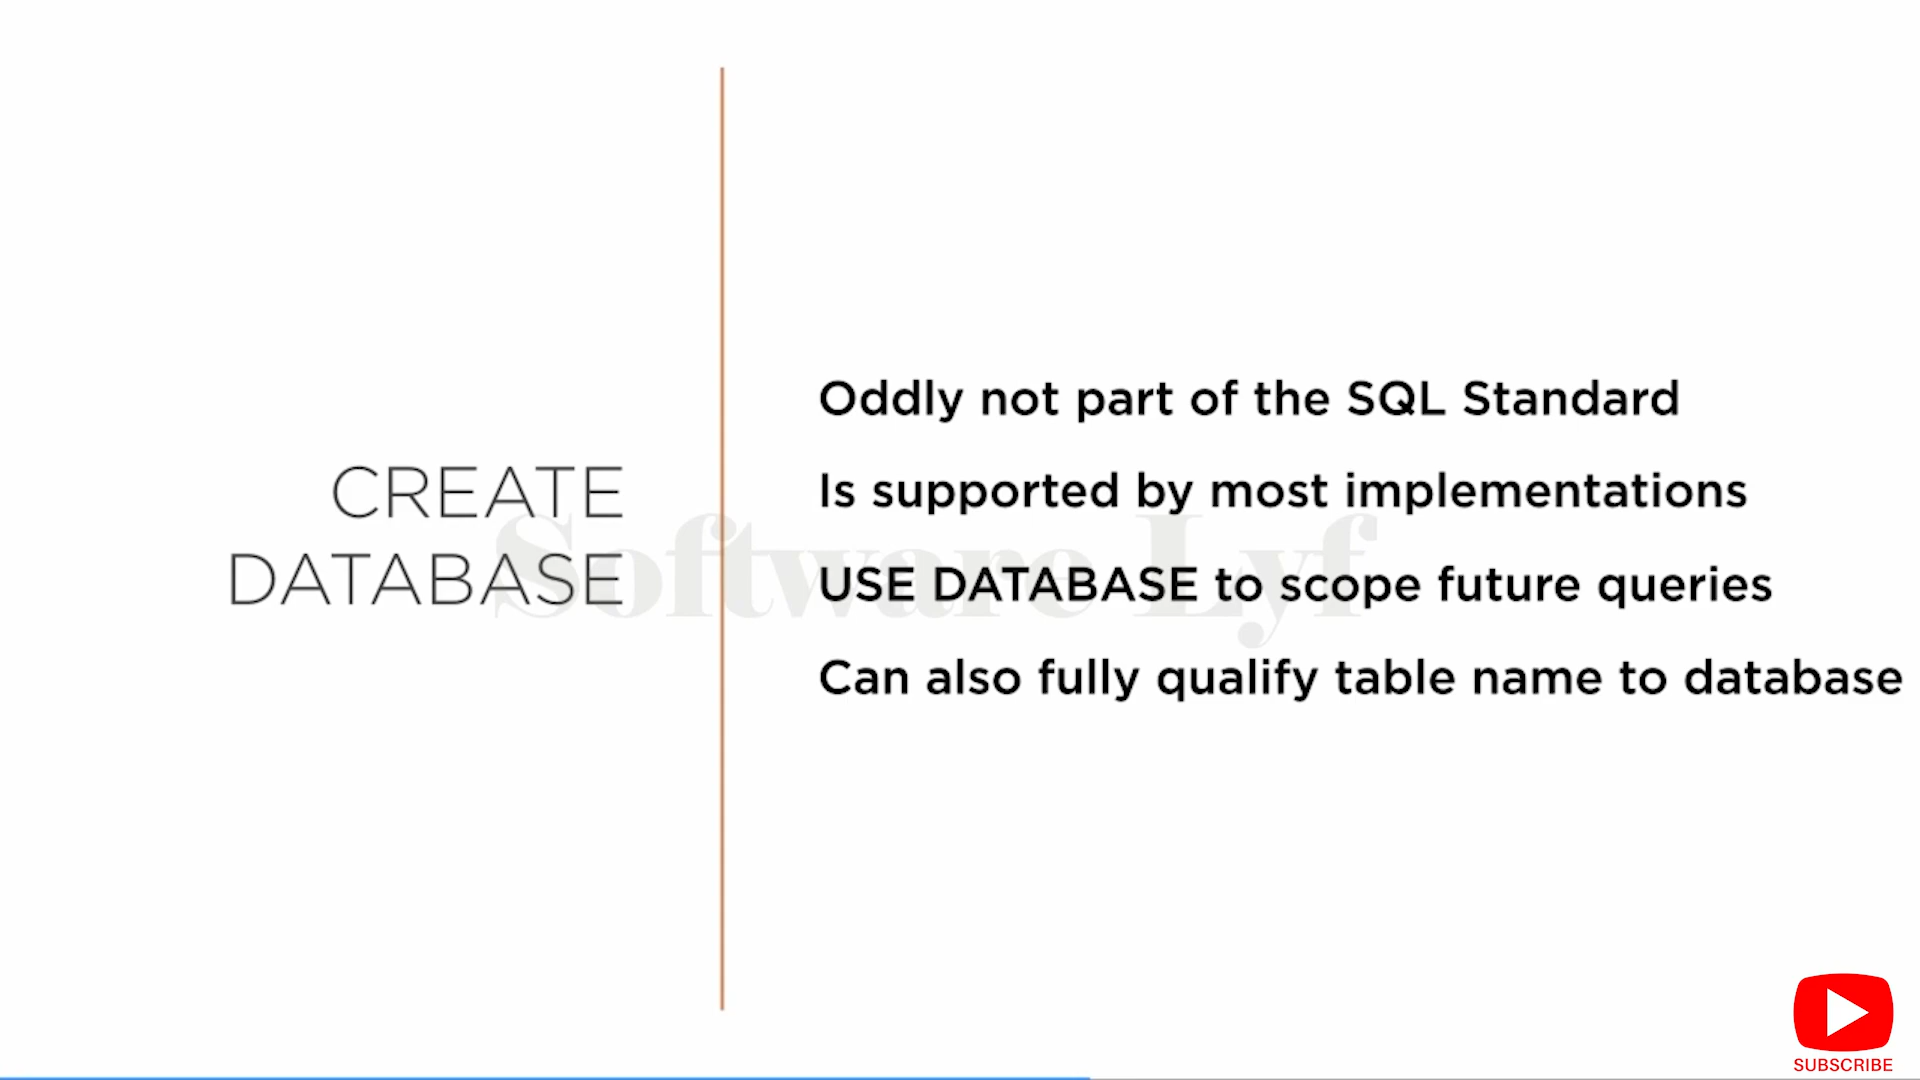 CREATE
DATABASE
Oddly not part of the SQL Standard
Is supported by most implementations
USE DATABASE to scope future queries
Can also fully qualify table name to database
Software Lyf
SUBSCRIBE